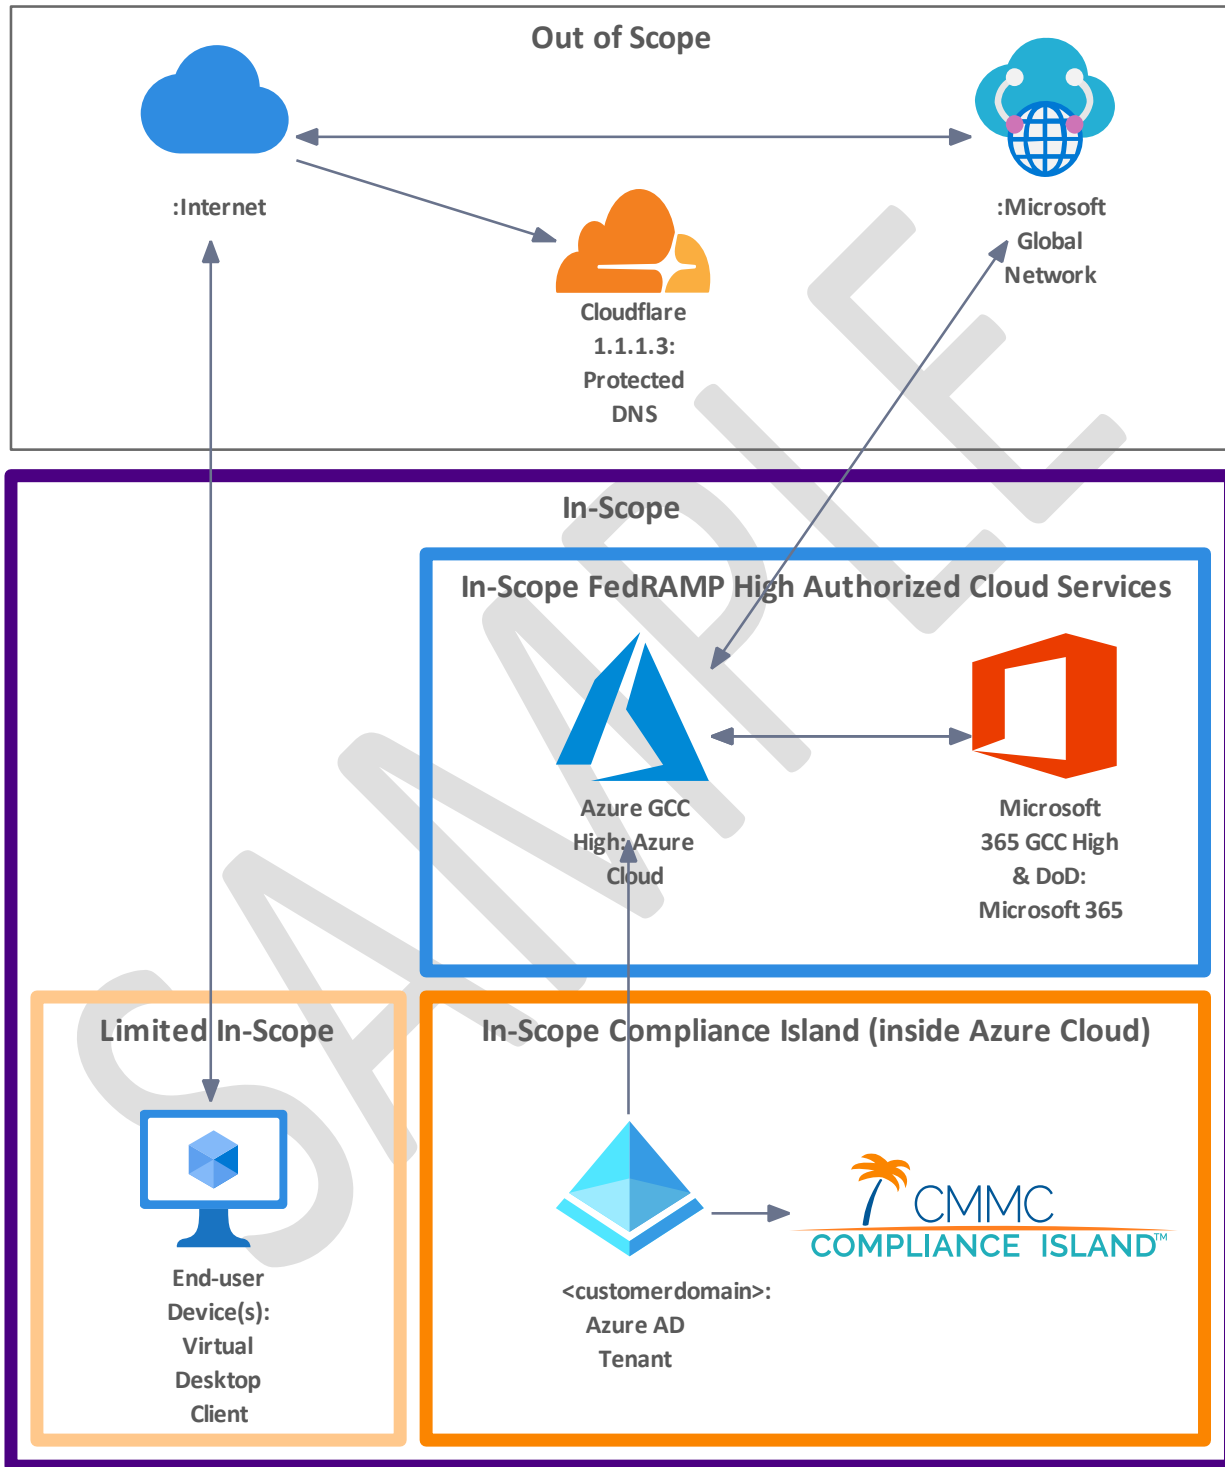 Out of Scope
:Internet
:Microsoft
Global
Network
Cloudflare
1.1.1.3:
Protected
DNS
In-Scope
In-Scope FedRAMP High Authorized Cloud Services
Azure GCC
High: Azure
Cloud
Microsoft
365 GCC High
& DoD:
Microsoft 365
Limited In-Scope
End-user
Device(s):
Virtual
Desktop
Client
In-Scope Compliance Island (inside Azure Cloud)
<customerdomain>:
Azure AD
Tenant
CMMC
COMPLIANCE ISLAND™
SAMPLE